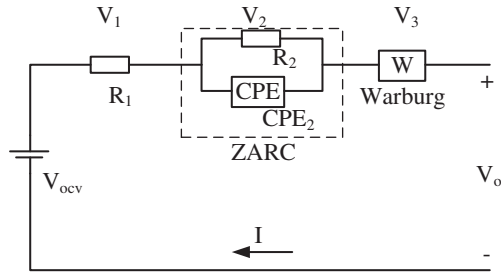 V1 V2 V3
R2
W
+
CPE
R1
CPE2
Warburg
ZARC
Vocv
Vo
I
-